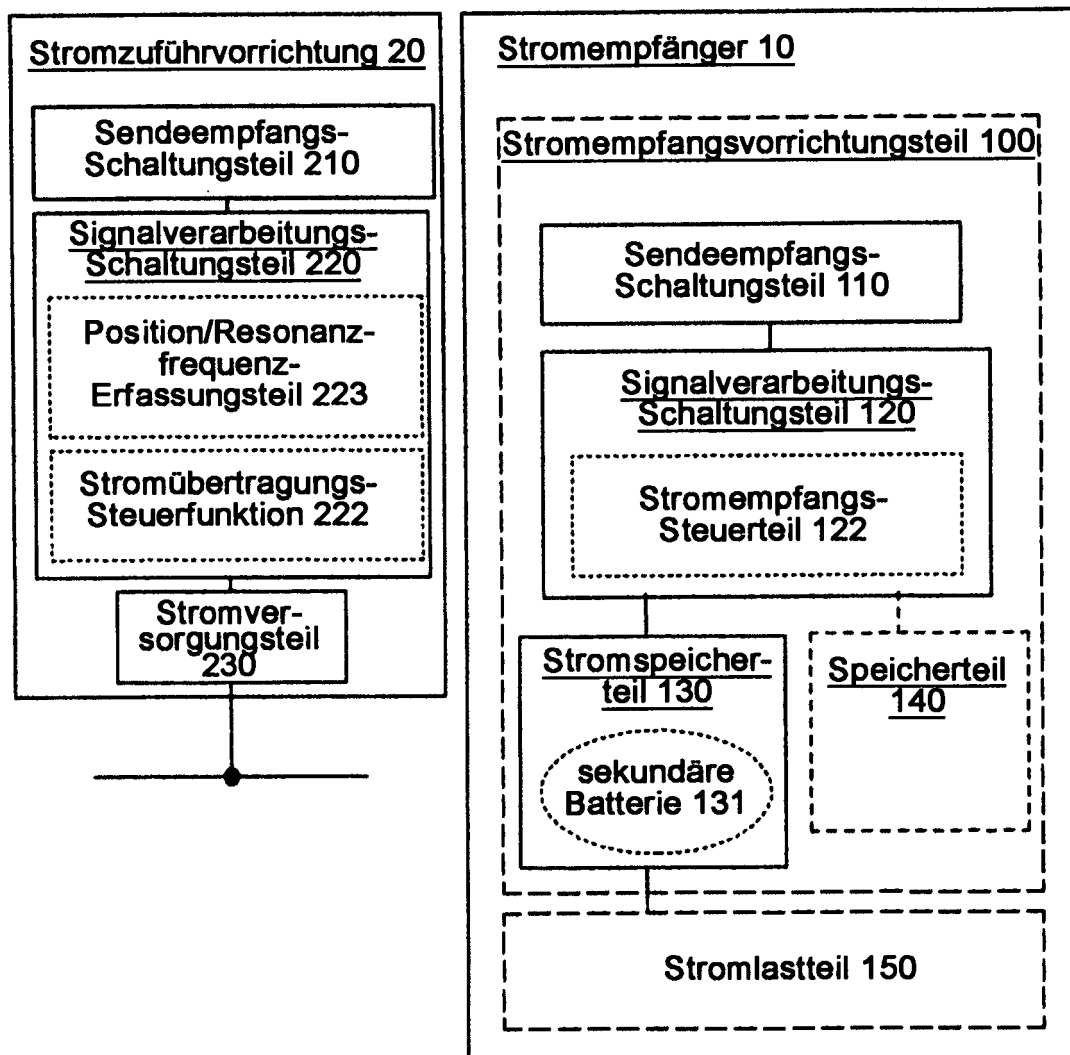 Stromzuführvorrichtung 20
Sendeempfangs-
Schaltungsteil 210
Signalverarbeitungs-
Schaltungsteil 220
Position/Resonanz-
frequenz-
Erfassungsteil 223
Stromübertragungs-
Steuerfunktion 222
Stromver-
sorgungsteil
230
Stromempfänger 10
Stromempfangsvorrichtungsteil 100
Sendeempfangs-
Schaltungsteil 110
Signalverarbeitungs-
Schaltungsteil 120
Stromempfangs-
Steuerteil 122
Stromspeicher-
teil 130
sekundäre
Batterie 131
Speicherteil
140
Stromlastteil 150